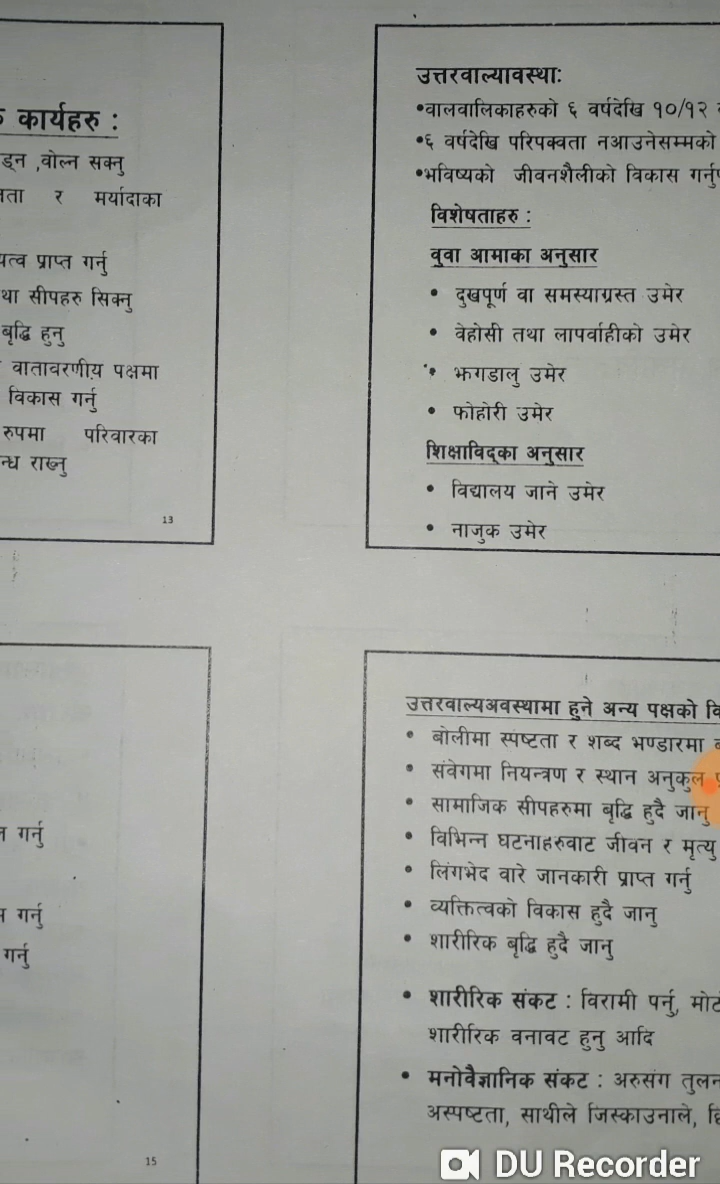 कार्यहरु :
वोल्न सक्नु
र मर्यादाका
प्राप्त गर्नु
सीपहरु सिक्नु
बृद्धि हुनु
वातावरणीय पक्षमा
विकास गर्नु
रुपमा परिवारका
राख्नु
13
उत्तरवाल्यावस्थाः
•वालवालिकाहरुको ६ वर्षदेखि १०/१२
•६ वर्षदेखि परिपक्वता नआउनेसम्मको
•भविष्यको जीवनशैलीको विकास
विशेषताहरु :
वुवा आमाका अनुसार
• दुखपूर्ण वा समस्याग्रस्त उमेर
• वेहोसी तथा लापर्वाहीको उमेर
• झगडालु उमेर
• फोहोरी उमेर
शिक्षाविद्का अनुसार
• विद्यालय जाने उमेर
• नाजुक उमेर
गर्नु
गर्नु
गर्नु
15
उत्तरवाल्यअवस्थामा हुने अन्य पक्षको
• बोलीमा स्पष्टता र शब्द भण्डारमा
• संवेगमा नियन्त्रण र स्थान अनुकुल
• सामाजिक सीपहरुमा बृद्धि हुदै जानु
• विभिन्न घटनाहरुवाट जीवन र मृत्यु
• लिंगभेद वारे जानकारी प्राप्त गर्नु
• व्यक्तित्वको विकास हुदै जानु
• शारीरिक बृद्धि हुदै जानु
• शारीरिक संकट : विरामी पर्नु,
शारीरिक वनावट हुनु आदि
• मनोवैज्ञानिक संकट : अरुसंग
अस्पष्टता, साथीले जिस्काउनाले,
DU Recorder